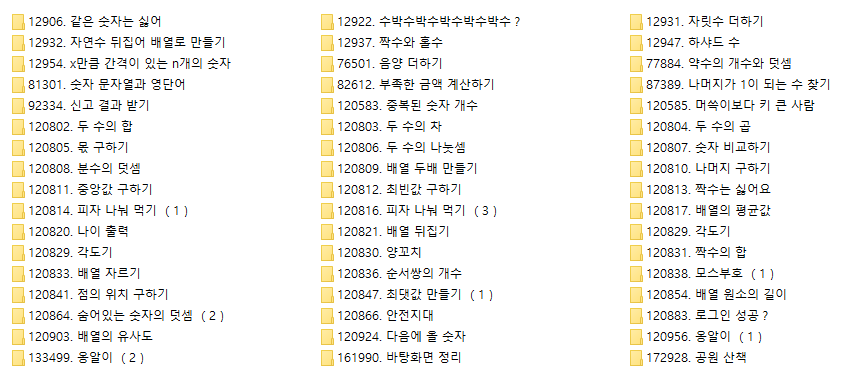 12906. 같은 숫자는 싫어 12922. 수박수박수박수박수박수? 12931. 자릿수 더하기
12932. 자연수 뒤집어 배열로 만들기 12937. 짝수와 홀수 12947. 하샤드 수
12954. x만큼 간격이 있는 n개의 숫자 76501. 음양 더하기 77884. 약수의 개수와 덧셈
81301. 숫자 문자열과 영단어 82612. 부족한 금액 계산하기 87389. 나머지가 1이 되는 수 찾기
92334. 신고 결과 받기 120583. 중복된 숫자 개수 120585. 머쓱이보다 키 큰 사람
120802. 두 수의 합 120803. 두 수의 차 120804. 두 수의 곱
120805. 몫 구하기 120806. 두 수의 나눗셈 120807. 숫자 비교하기
120808. 분수의 덧셈 120809. 배열 두배 만들기 120810. 나머지 구하기
120811. 중앙값 구하기 120812. 최빈값 구하기 120813. 짝수는 싫어요
120814. 피자 나눠 먹기 (1) 120816. 피자 나눠 먹기 (3) 120817. 배열의 평균값
120820. 나이 출력 120821. 배열 뒤집기 120829. 각도기
120829. 각도기 120830. 양꼬치 120831. 짝수의 합
120833. 배열 자르기 120836. 순서쌍의 개수 120838. 모스부호 (1)
120841. 점의 위치 구하기 120847. 최댓값 만들기 (1) 120854. 배열 원소의 길이
120864. 숨어있는 숫자의 덧셈 (2) 120866. 안전지대 120883. 로그인 성공?
120903. 배열의 유사도 120924. 다음에 올 숫자 120956. 옹알이 (1)
133499. 옹알이 (2) 161990. 바탕화면 정리 172928. 공원 산책